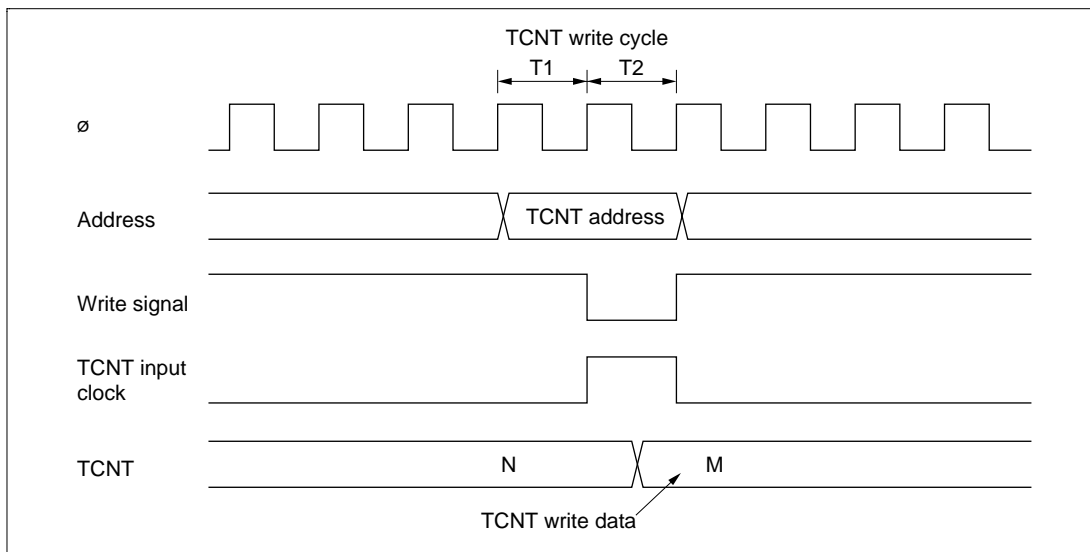 TCNT write cycle
T1 T2
ø
Address TCNT address
Write signal
TCNT input
clock
TCNT N M
TCNT write data